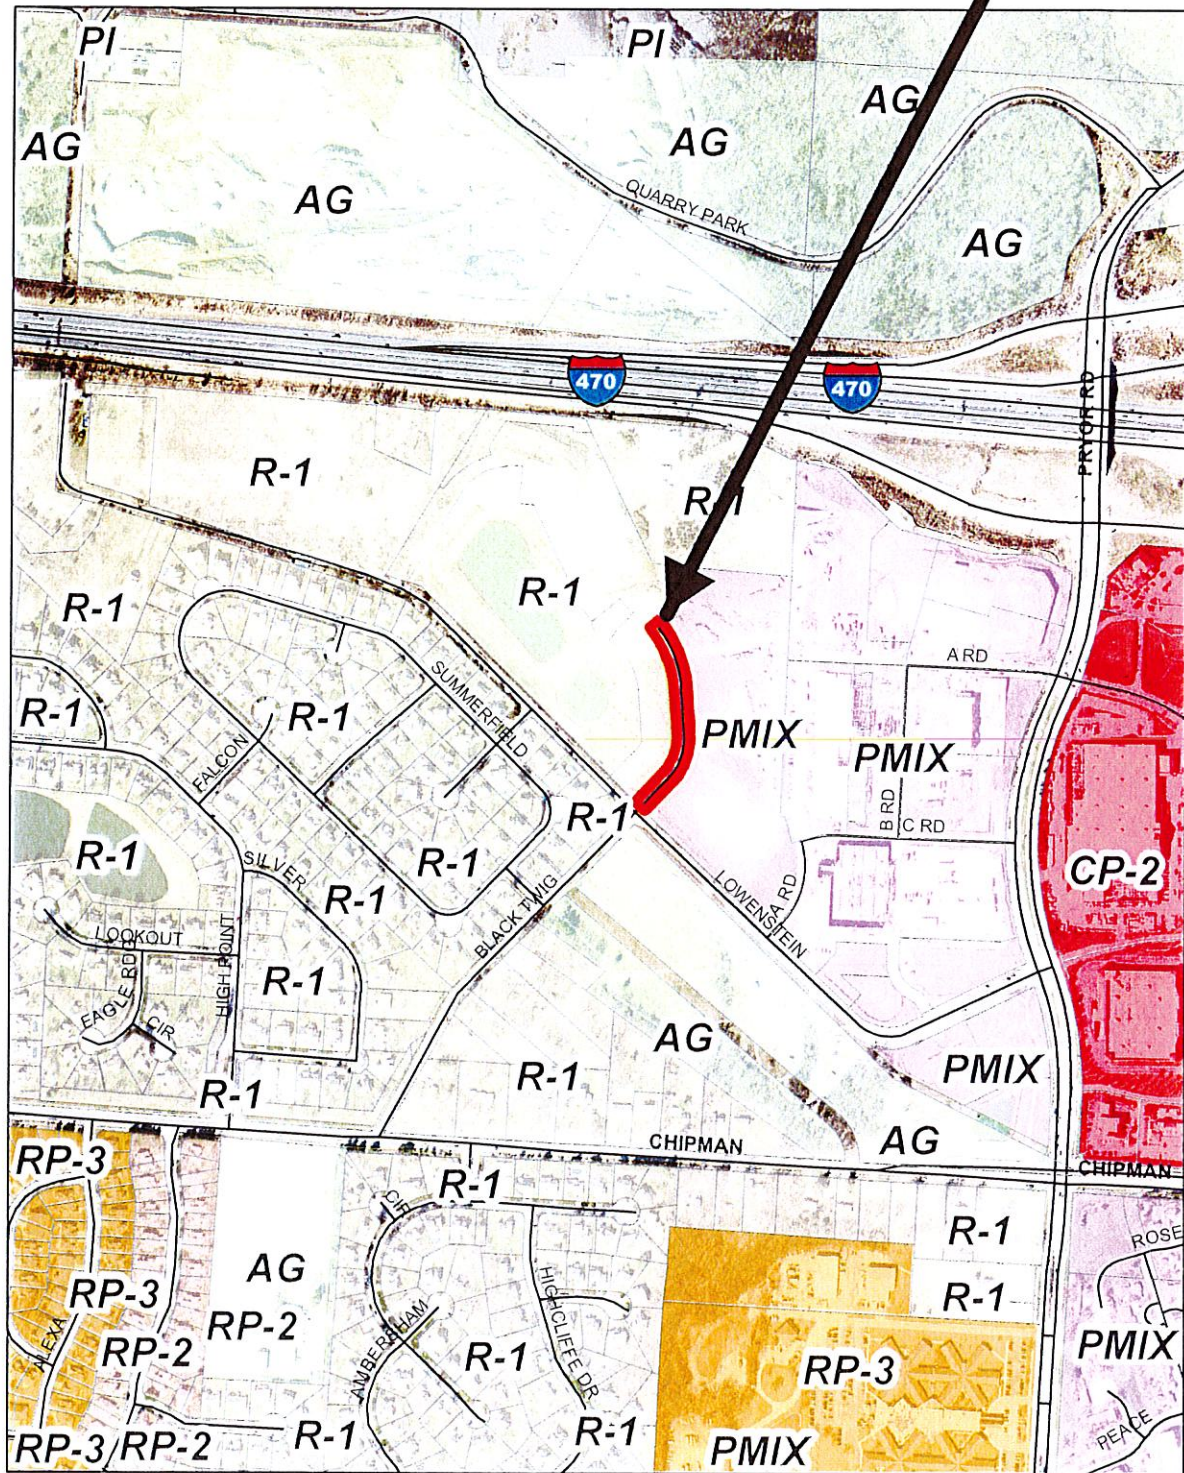 PI
PI
AG
AG
AG
AG
QUARRY PARK
AG
470
470
PRYOR RD
R-1
R-1
R-1
R-1
A RD
SUMMERFIELD
R-1
R-1
PMIX
PMIX
FALCON
B RD
C RD
R-1
R-1
SILVER
R-1
R-1
CP-2
A RD
LOWENSTEIN
BLACK TWIG
LOOKOUT
HIGH POINT
R-1
EAGLE
CIR
AG
R-1
PMIX
R-1
CHIPMAN
AG
CHIPMAN
RP-3
R-1
CIR
R-1
ROSE
AG
HIGHCLIFFE DR
RP-3
R-1
RP-2
ALEXA
AMBERSHAM
PMIX
RP-2
R-1
RP-3
PEACE
RP-3
RP-2
R-1
R-1
PMIX